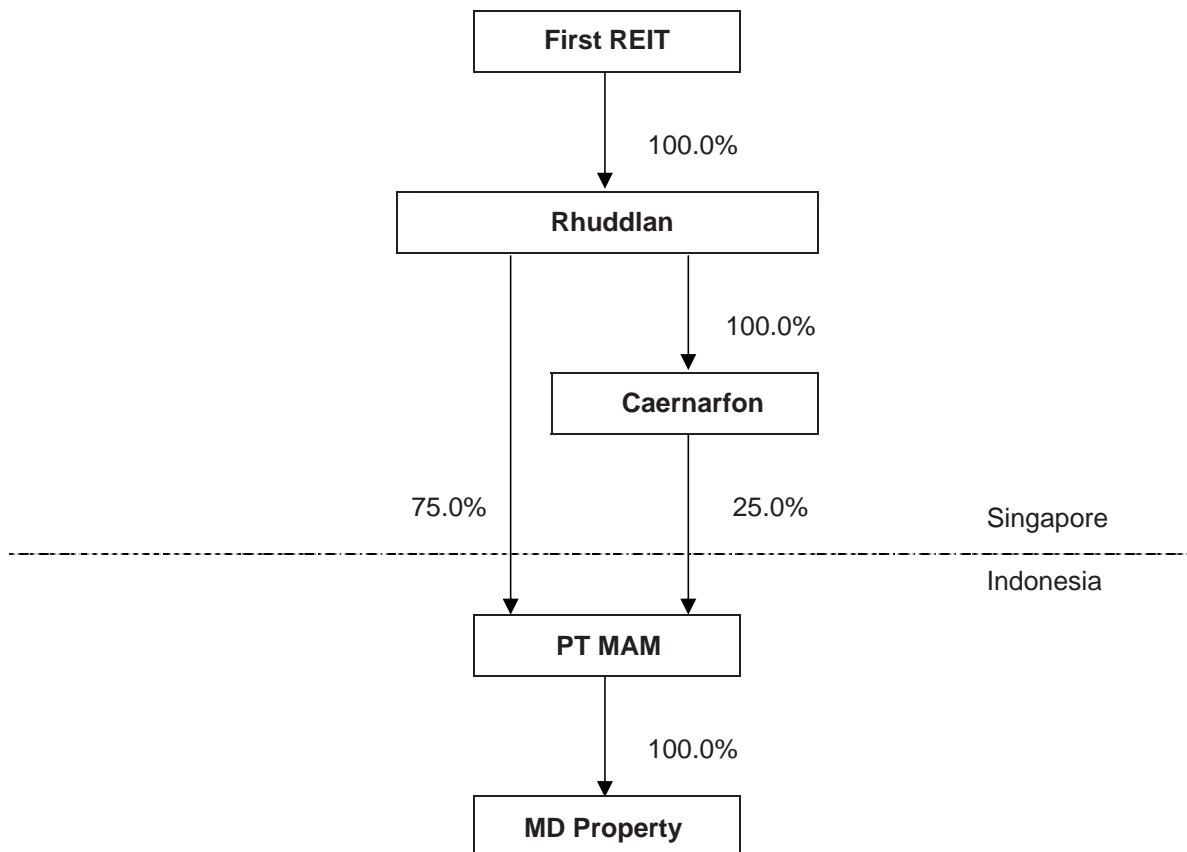 First REIT
100.0%
Rhuddlan
100.0%
Caernarfon
75.0%
25.0%
Singapore
Indonesia
PT MAM
100.0%
MD Property